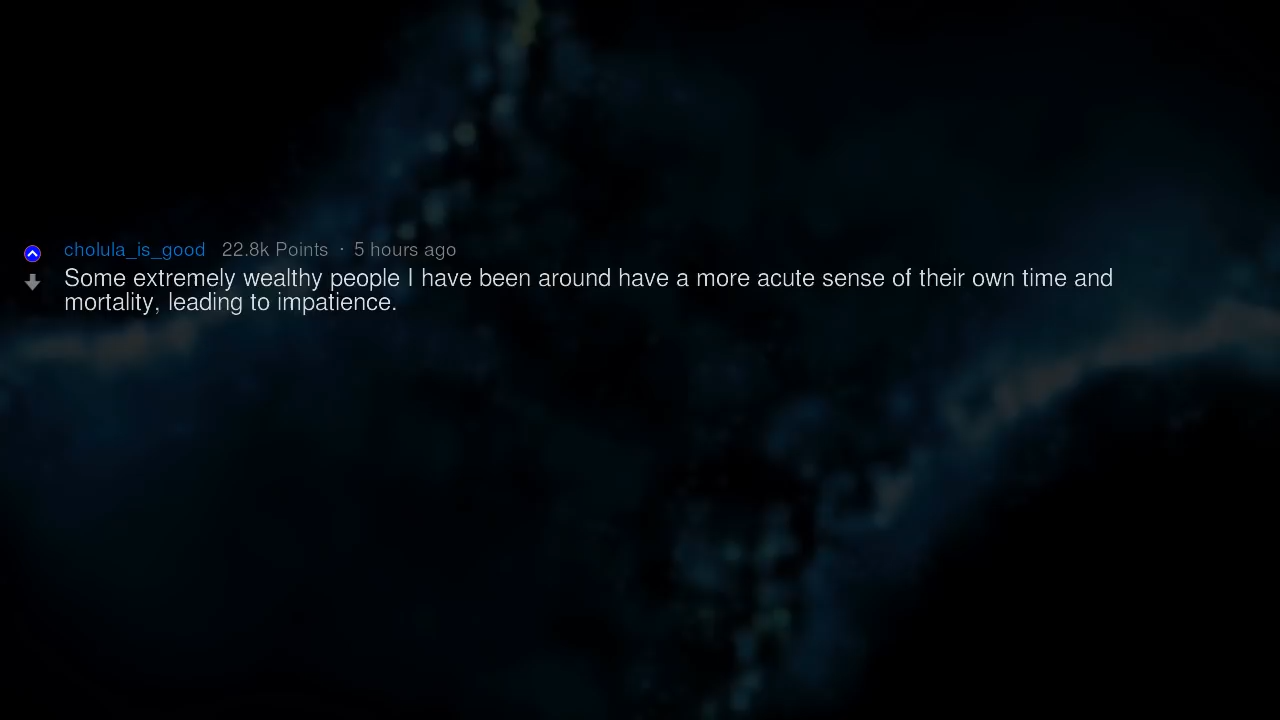 cholula_is_good 22.8k Points · 5 hours ago
Some extremely wealthy people I have been around have a more acute sense of their own time and
mortality, leading to impatience.